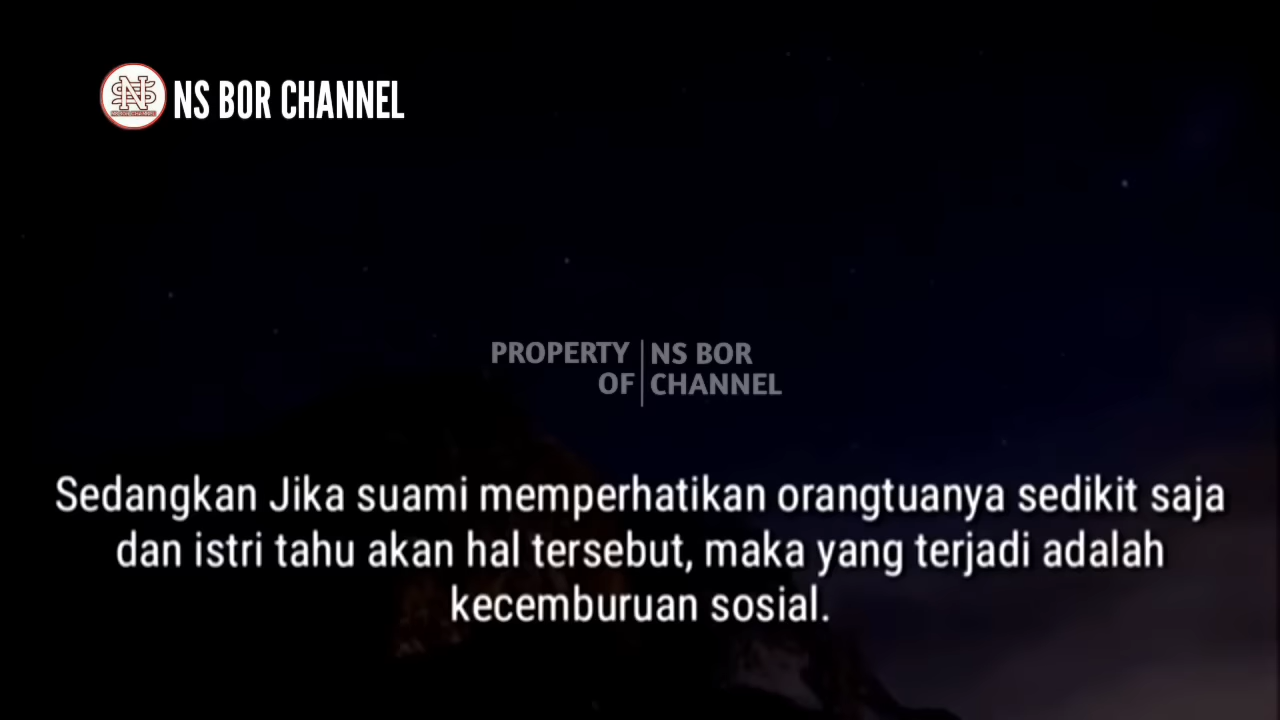 NS BOR CHANNEL
PROPERTY OF
NS BOR CHANNEL
Sedangkan Jika suami memperhatikan orangtuanya sedikit saja
dan istri tahu akan hal tersebut, maka yang terjadi adalah
kecemburuan sosial.